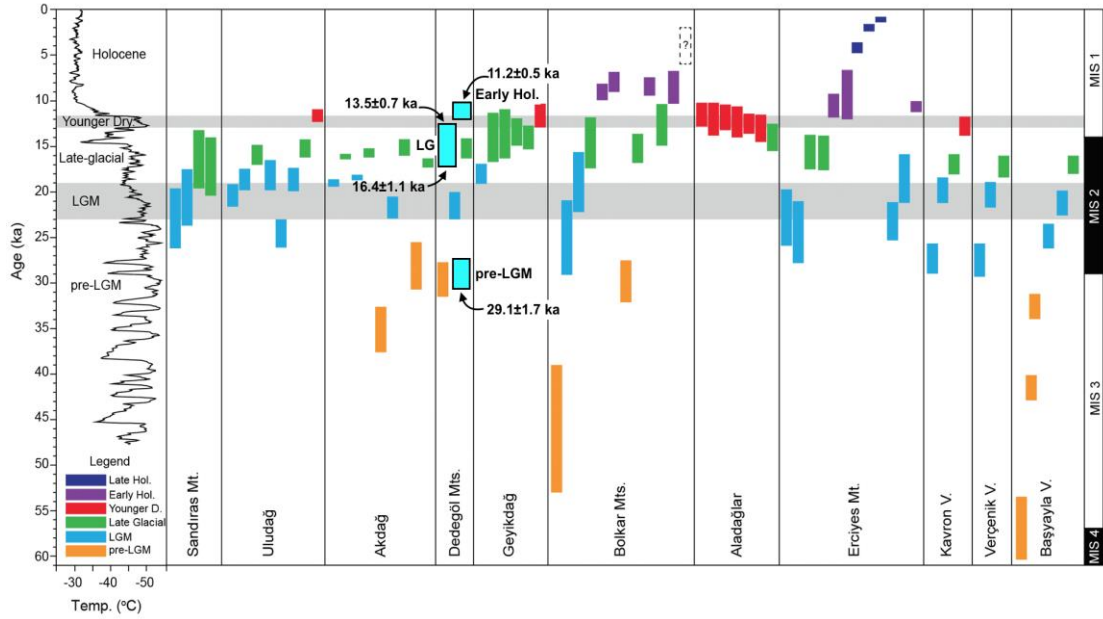 0
5
10
15
20
25
30
35
40
45
50
55
60
Age (ka)
Holocene
Younger Dry.
Late-glacial
LGM
pre-LGM
Legend
Late Hol.
Early Hol.
Younger D.
Late Glacial
LGM
pre-LGM
-30 -40 -50
Temp. (°C)
11.2±0.5 ka
Early Hol.
13.5±0.7 ka
LG
16.4±1.1 ka
pre-LGM
29.1±1.7 ka
?
Sandıras Mt.
Uludağ
Akdağ
Dedegöl Mts.
Geyikdağ
Bolkar Mts.
Aladağlar
Erciyes Mt.
Kavron V.
Verçenik V.
Başyayla V.
MIS 1
MIS 2
MIS 3
MIS 4